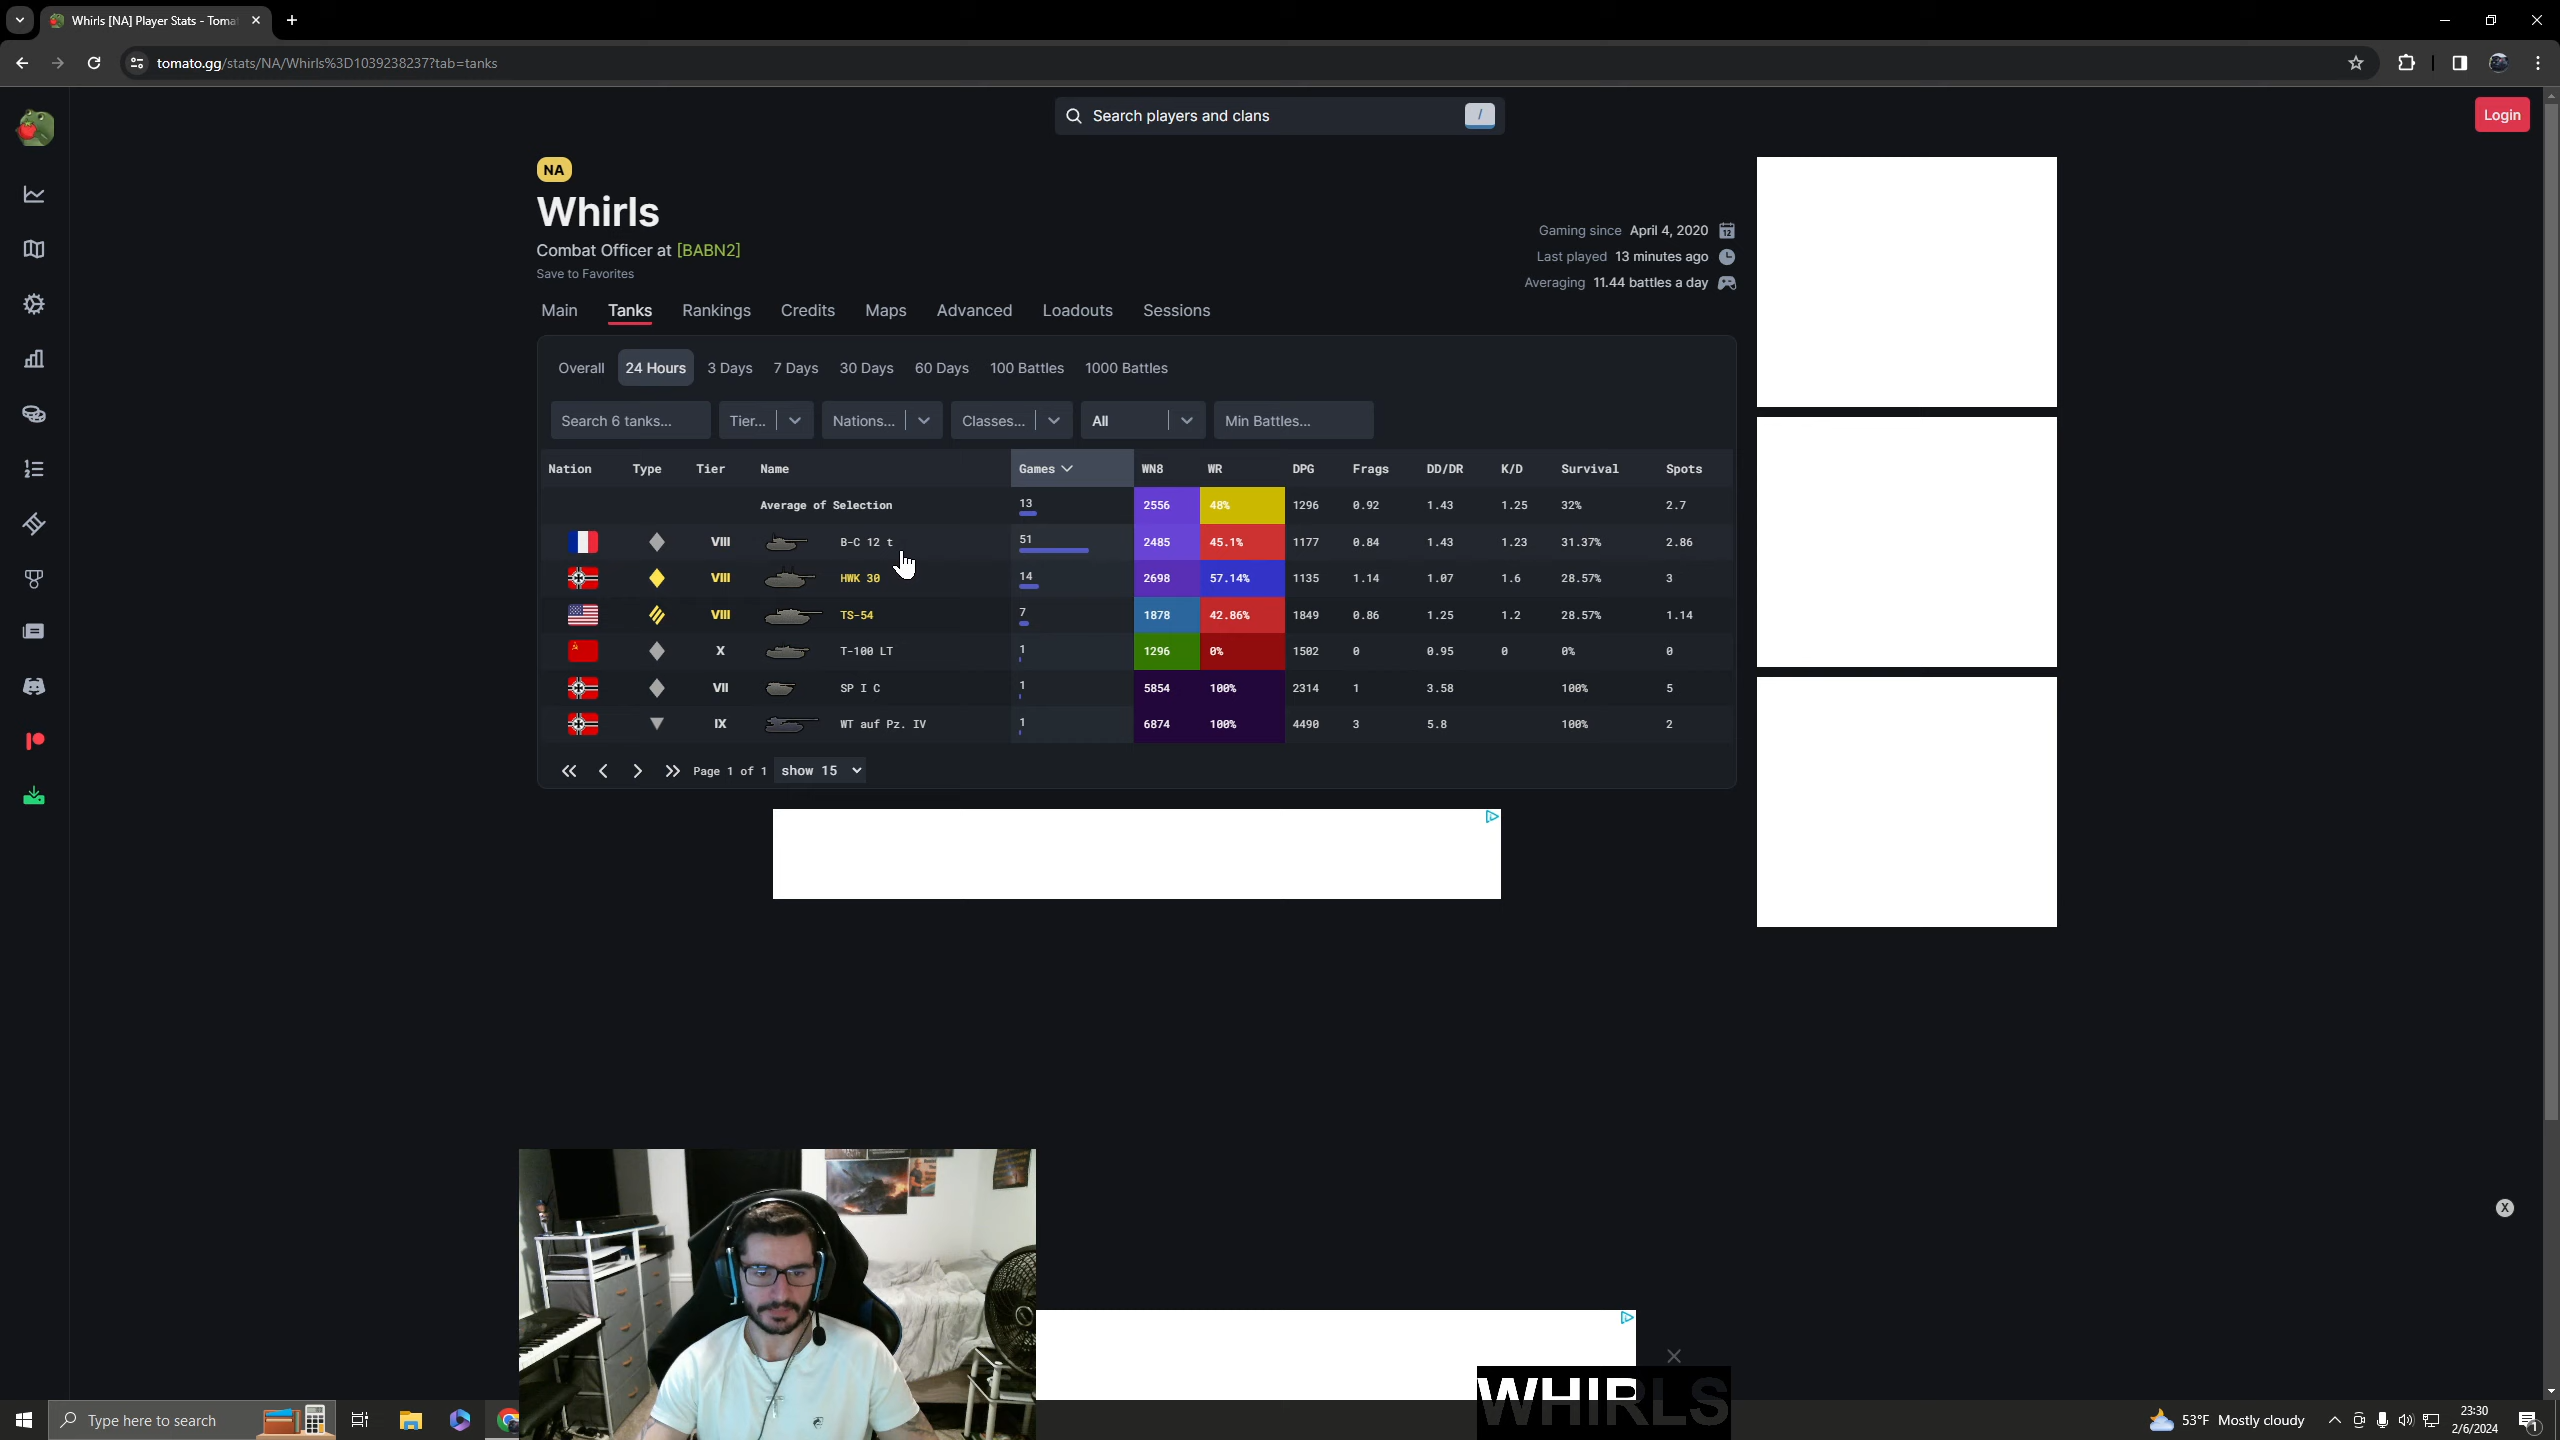 Whirls [NA] Player Stats - Toma
tomato.gg/stats/NA/Whirls%3D1039238237?tab=tanks
Search players and clans /
Login
NA
Whirls
Combat Officer at [BABN2]
Save to Favorites
Gaming since April 4, 2020
Last played 13 minutes ago
Averaging 11.44 battles a day
Main Tanks Rankings Credits Maps Advanced Loadouts Sessions
Overall 24 Hours 3 Days 7 Days 30 Days 60 Days 100 Battles 1000 Battles
Search 6 tanks... Tier... Nations... Classes... All Min Battles...
Nation Type Tier Name Games WN8 WR DPG Frags DD/DR K/D Survival Spots
Average of Selection 13 2556 48% 1296 0.92 1.43 1.25 32% 2.7
VIII B-C 12 t 51 2485 45.1% 1177 0.84 1.43 1.23 31.37% 2.86
VIII HWK 30 14 2698 57.14% 1135 1.14 1.07 1.6 28.57% 3
VIII TS-54 7 1878 42.86% 1849 0.86 1.25 1.2 28.57% 1.14
X T-100 LT 1 1296 0% 1502 0 0.95 0 0% 0
VII SP I C 1 5854 100% 2314 1 3.58 100% 5
IX WT auf Pz. IV 1 6874 100% 4490 3 5.8 100% 2
Page 1 of 1 show 15
WHIRLS
Type here to search
53°F Mostly cloudy
23:30
2/6/2024
1